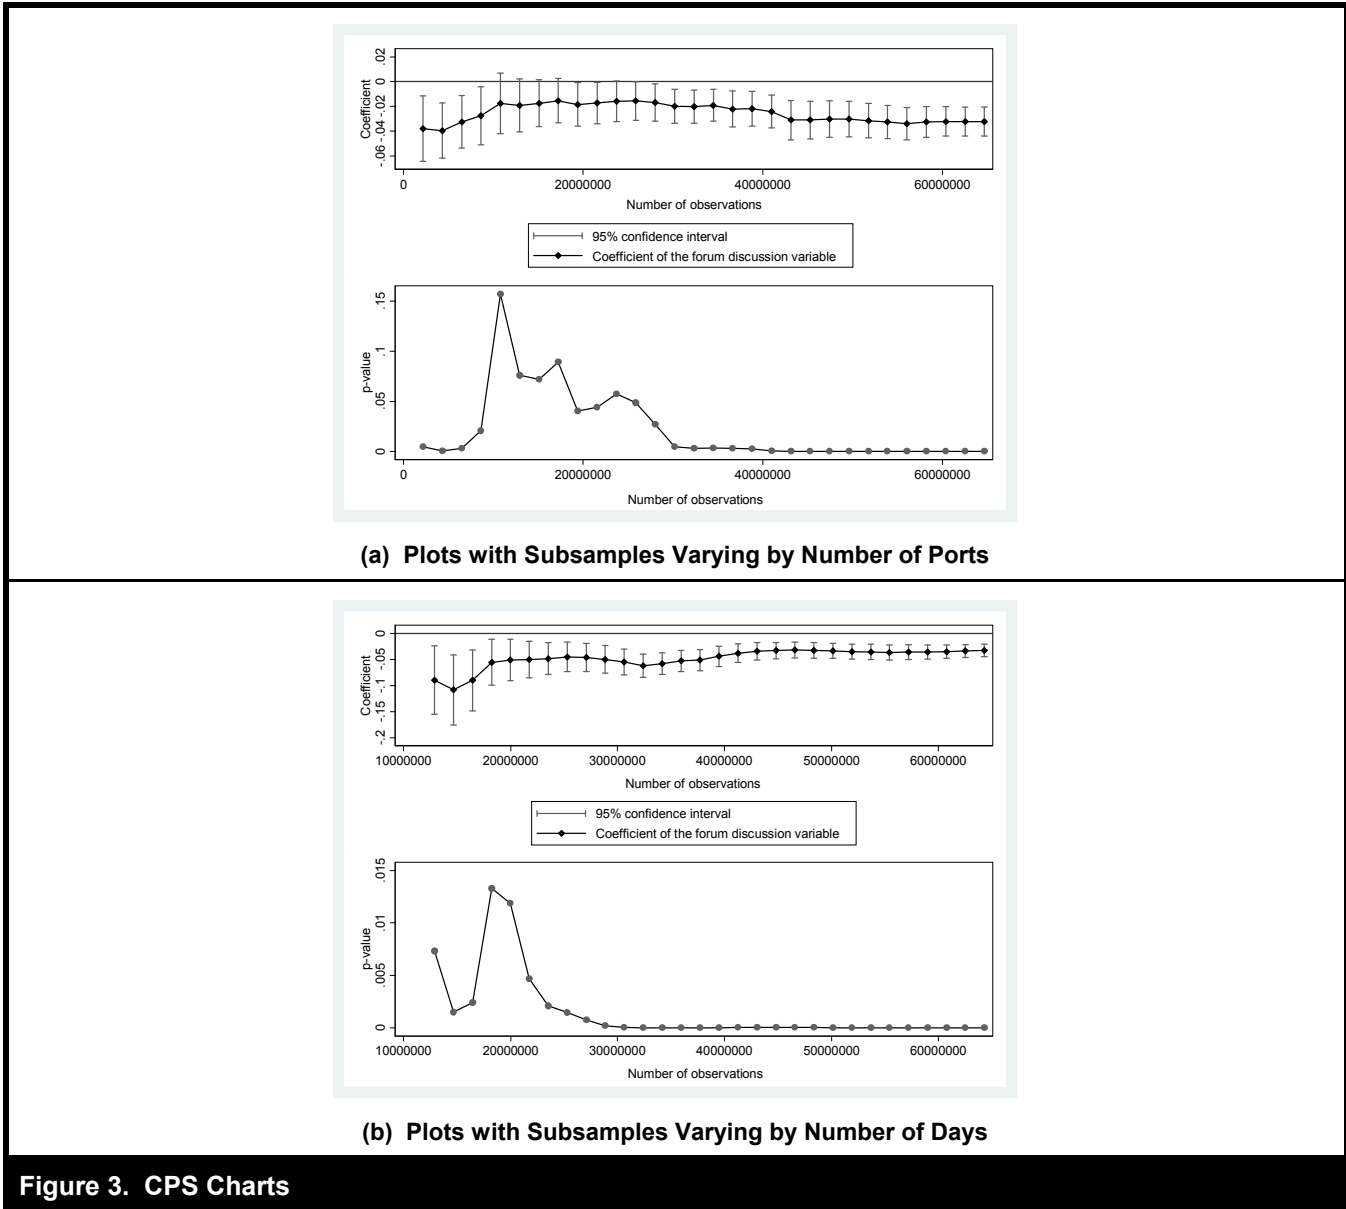 .02
0
-.02
-.04
-.06
Coefficient
0 20000000 40000000 60000000
Number of observations
95% confidence interval
Coefficient of the forum discussion variable
.15
.1
.05
0
p-value
0 20000000 40000000 60000000
Number of observations
(a) Plots with Subsamples Varying by Number of Ports
0
-.05
-.1
-.15
-.2
Coefficient
10000000 20000000 30000000 40000000 50000000 60000000
Number of observations
95% confidence interval
Coefficient of the forum discussion variable
.015
.01
.005
0
p-value
10000000 20000000 30000000 40000000 50000000 60000000
Number of observations
(b) Plots with Subsamples Varying by Number of Days
Figure 3. CPS Charts